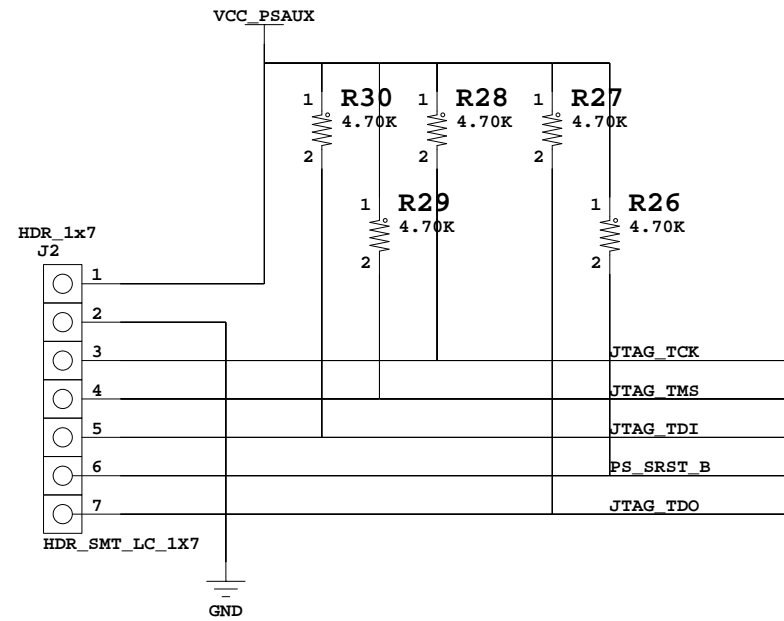 VCC_PSAUX
1 R30 1 R28 1 R27
4.70K 4.70K 4.70K
2 2 2
1 R29 1 R26
4.70K 4.70K
2 2
HDR_1x7
J2
1
2
3 JTAG_TCK
4 JTAG_TMS
5 JTAG_TDI
6 PS_SRST_B
7 JTAG_TDO
HDR_SMT_LC_1X7
GND